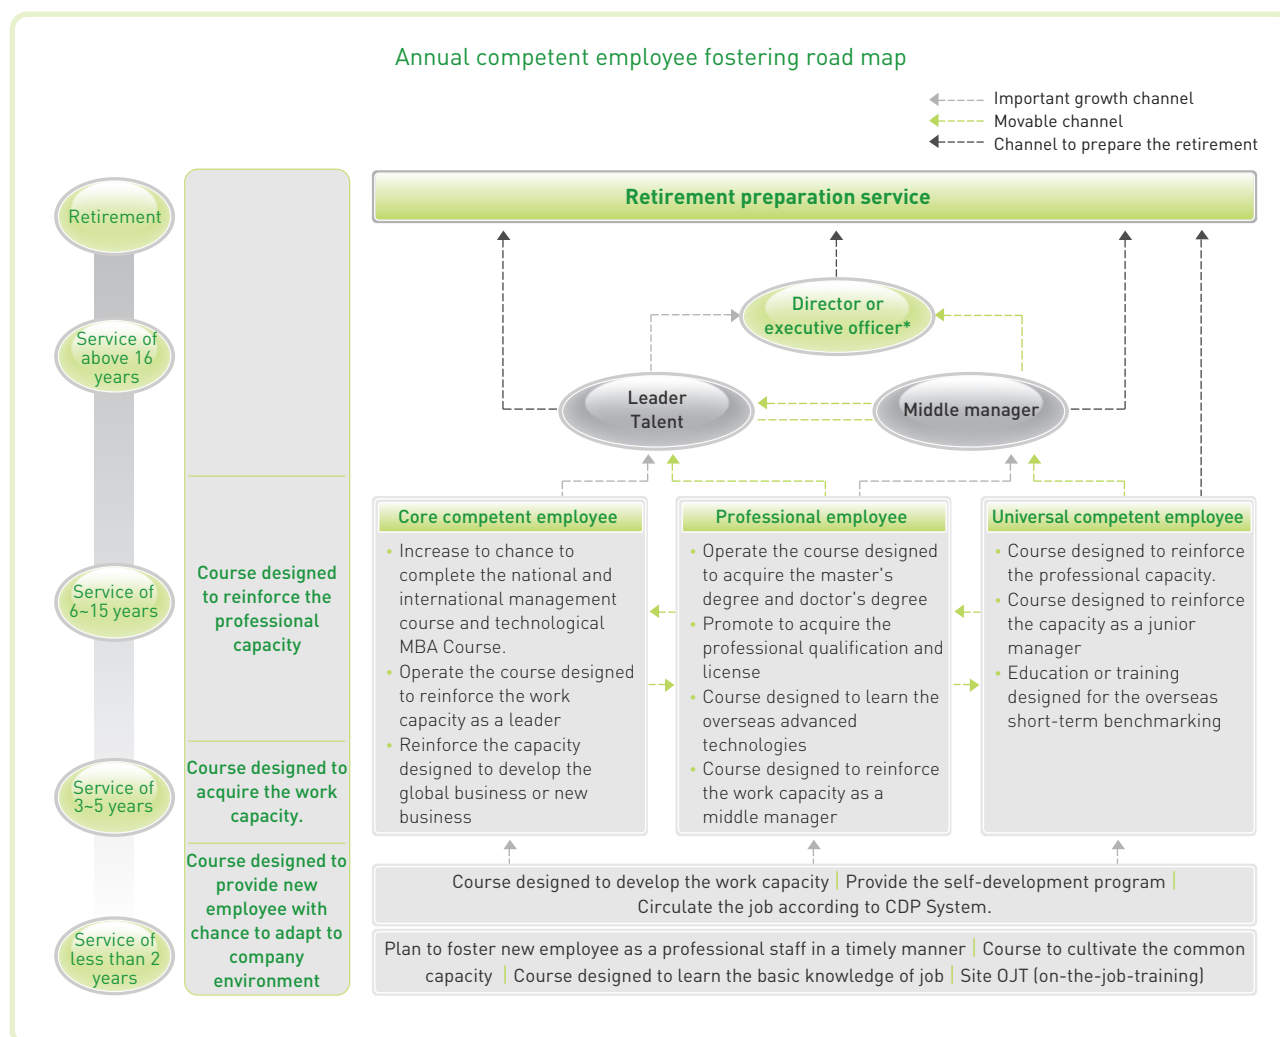 Annual competent employee fostering road map
Important growth channel
Movable channel
Channel to prepare the retirement
Retirement
Service of
above 16
years
Service of
6~15 years
Service of
3~5 years
Service of
less than 2
years
Course designed
to reinforce the
professional
capacity
Course designed to
acquire the work
capacity.
Course designed to
provide new
employee with
chance to adapt to
company
environment
Retirement preparation service
Director or
executive officer*
Leader
Talent
Middle manager
Core competent employee
• Increase to chance to
complete the national and
international management
course and technological
MBA Course.
• Operate the course designed
to reinforce the work
capacity as a leader
• Reinforce the capacity
designed to develop the
global business or new
business
Professional employee
• Operate the course designed
to acquire the master's
degree and doctor's degree
• Promote to acquire the
professional qualification and
license
• Course designed to learn the
overseas advanced
technologies
• Course designed to reinforce
the work capacity as a
middle manager
Universal competent employee
• Course designed to reinforce
the professional capacity.
• Course designed to reinforce
the capacity as a junior
manager
• Education or training
designed for the overseas
short-term benchmarking
Course designed to develop the work capacity | Provide the self-development program |
Circulate the job according to CDP System.
Plan to foster new employee as a professional staff in a timely manner | Course to cultivate the common
capacity | Course designed to learn the basic knowledge of job | Site OJT (on-the-job-training)